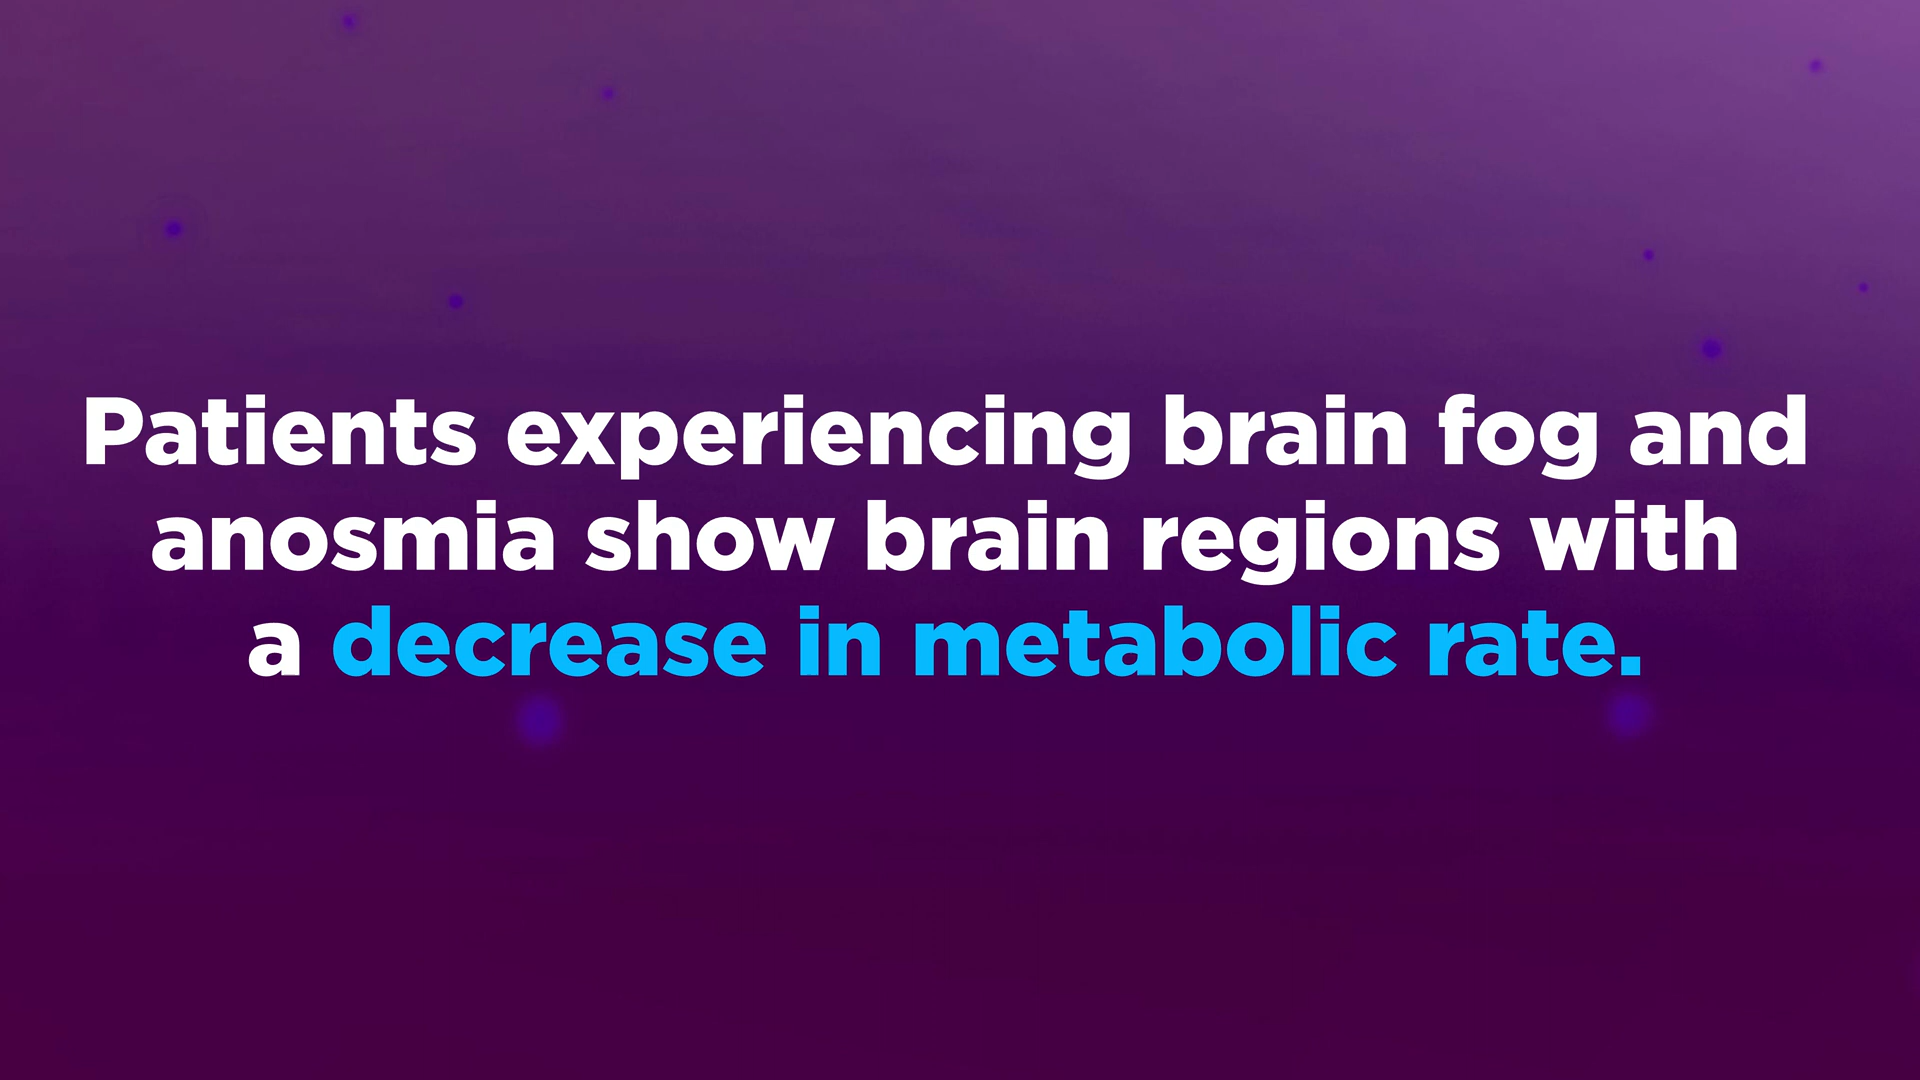 Patients experiencing brain fog and
anosmia show brain regions with
a decrease in metabolic rate.